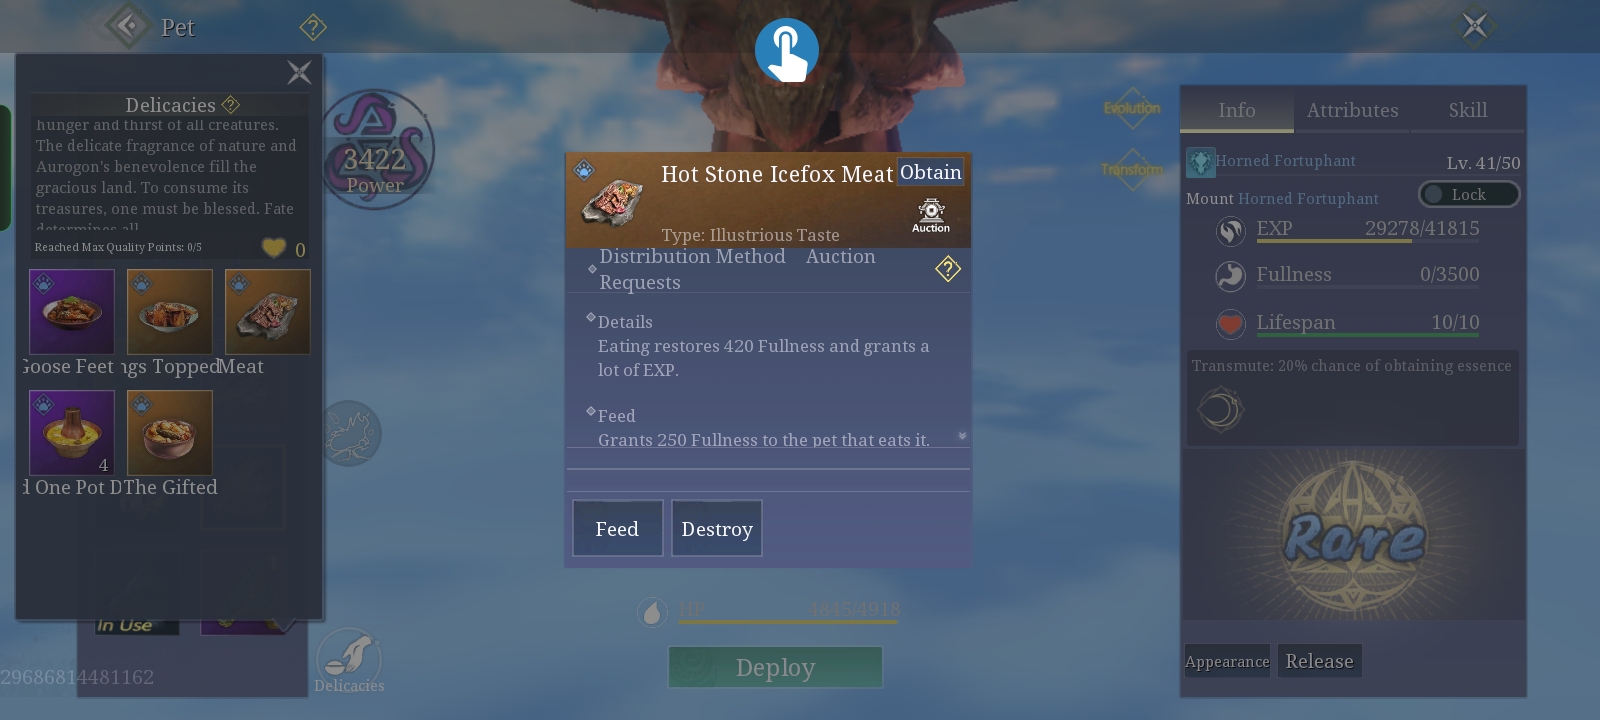 Pet
Delicacies
hunger and thirst of all creatures.
The delicate fragrance of nature and
Aurogon's benevolence fill the
gracious land. To consume its
treasures, one must be blessed. Fate
determines all
Reached Max Quality Points: 0/5
0
Goose Feet
ngs Topped
Meat
4
d One Pot D
The Gifted
In Use
29686814481162
3422
Power
Delicacies
Hot Stone Icefox Meat
Obtain
Type: Illustrious Taste
Auction
Distribution Method Auction
Requests
Details
Eating restores 420 Fullness and grants a
lot of EXP.
Feed
Grants 250 Fullness to the pet that eats it.
Feed
Destroy
HP 4845/4918
Deploy
Evolution
Transform
Info
Attributes
Skill
Horned Fortuphant
Lv. 41/50
Mount Horned Fortuphant
Lock
EXP 29278/41815
Fullness 0/3500
Lifespan 10/10
Transmute: 20% chance of obtaining essence
Rare
Appearance
Release